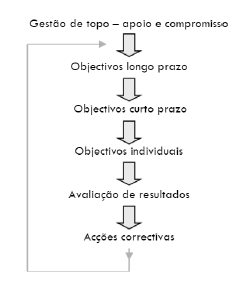 Gestão de topo – apoio e compromisso
Objectivos longo prazo
Objectivos curto prazo
Objectivos individuais
Avaliação de resultados
Acções correctivas